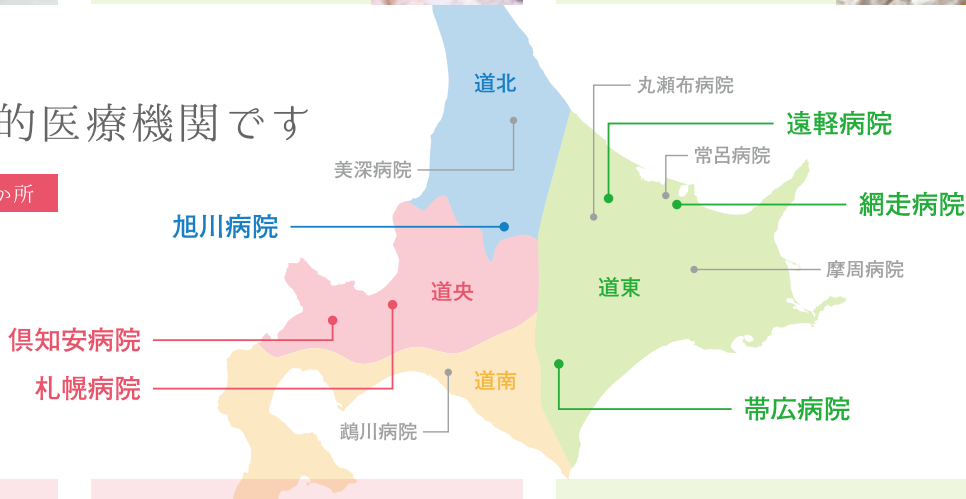 道北
丸瀬布病院
的医療機関です
遠軽病院
常呂病院
美深病院
か所
網走病院
旭川病院
摩周病院
道央
道東
倶知安病院
札幌病院
道南
帯広病院
鵡川病院